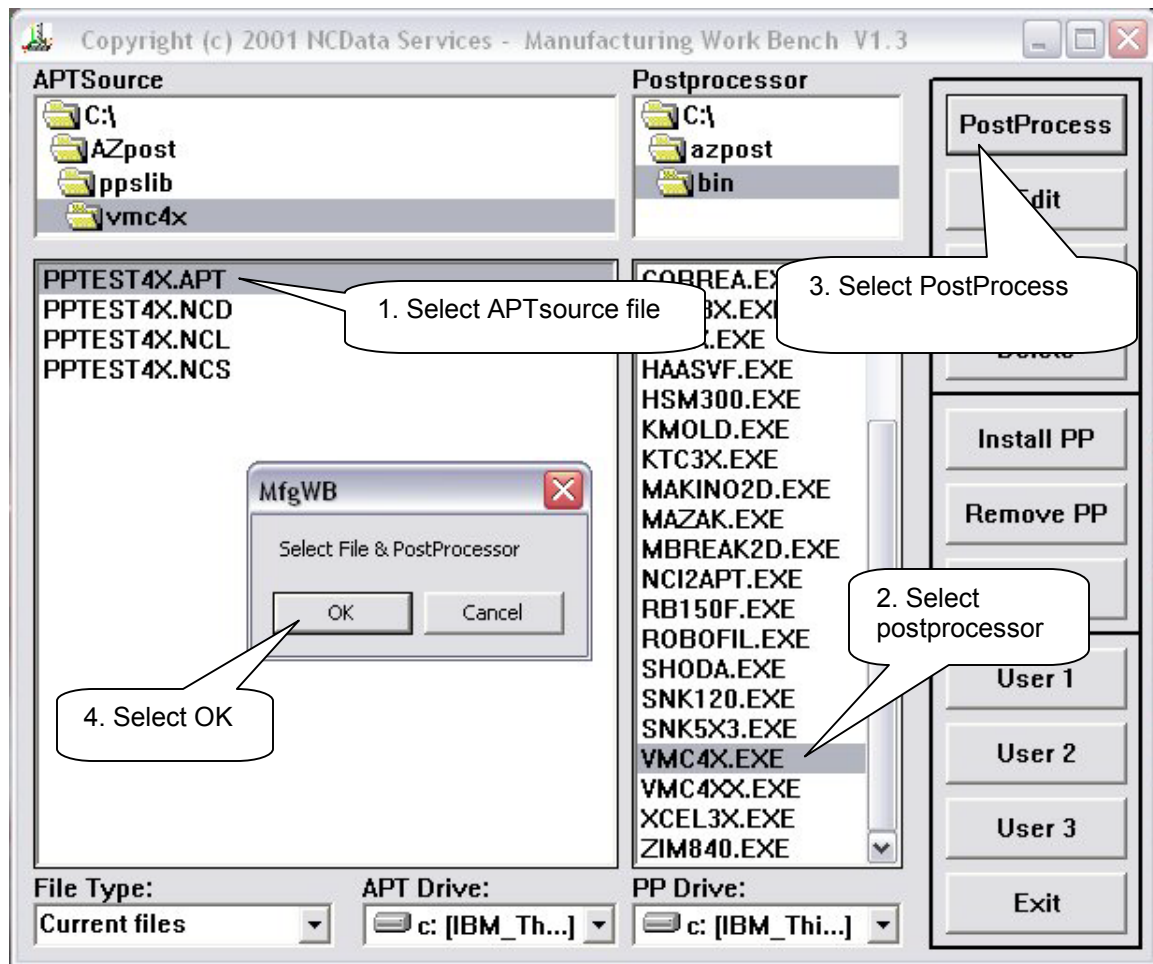 Copyright (c) 2001 NCData Services - Manufacturing Work Bench V1.3
APTSource
C:\
AZpost
ppslib
vmc4x
Postprocessor
C:\
azpost
bin
PPTEST4X.APT
PPTEST4X.NCD
PPTEST4X.NCL
PPTEST4X.NCS
1. Select APTsource file
HAASVF.EXE
HSM300.EXE
KMOLD.EXE
KTC3X.EXE
MAKINO2D.EXE
MAZAK.EXE
MBREAK2D.EXE
NCI2APT.EXE
RB150F.EXE
ROBOFIL.EXE
SHODA.EXE
SNK120.EXE
SNK5X3.EXE
VMC4X.EXE
VMC4XX.EXE
XCEL3X.EXE
ZIM840.EXE
2. Select
postprocessor
PostProcess
3. Select PostProcess
Install PP
Remove PP
User 1
User 2
User 3
Exit
MfgWB
Select File & PostProcessor
OK
Cancel
4. Select OK
File Type:
Current files
APT Drive:
c: [IBM_Th...]
PP Drive:
c: [IBM_Thi...]